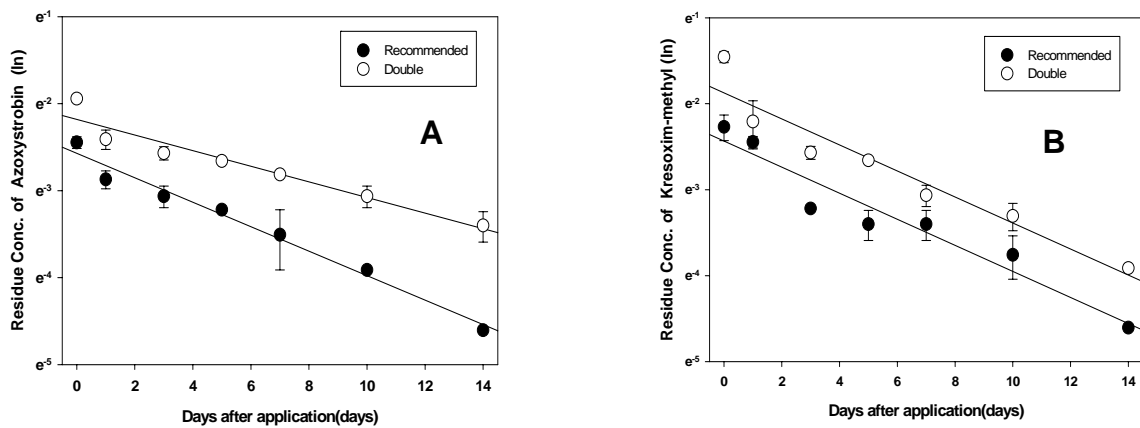 Residue Conc. of Azoxystrobin (ln)
e-1
e-2
e-3
e-4
e-5
Recommended
Double
A
0 2 4 6 8 10 12 14
Days after application(days)
Residue Conc. of Kresoxim-methyl (ln)
e-1
e-2
e-3
e-4
e-5
Recommended
Double
B
0 2 4 6 8 10 12 14
Days after application(days)